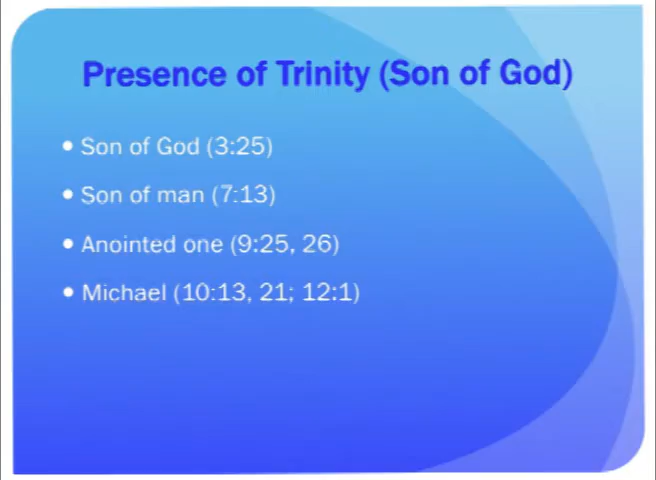 Presence of Trinity (Son of God)
• Son of God (3:25)
• Son of man (7:13)
• Anointed one (9:25, 26)
• Michael (10:13, 21; 12:1)